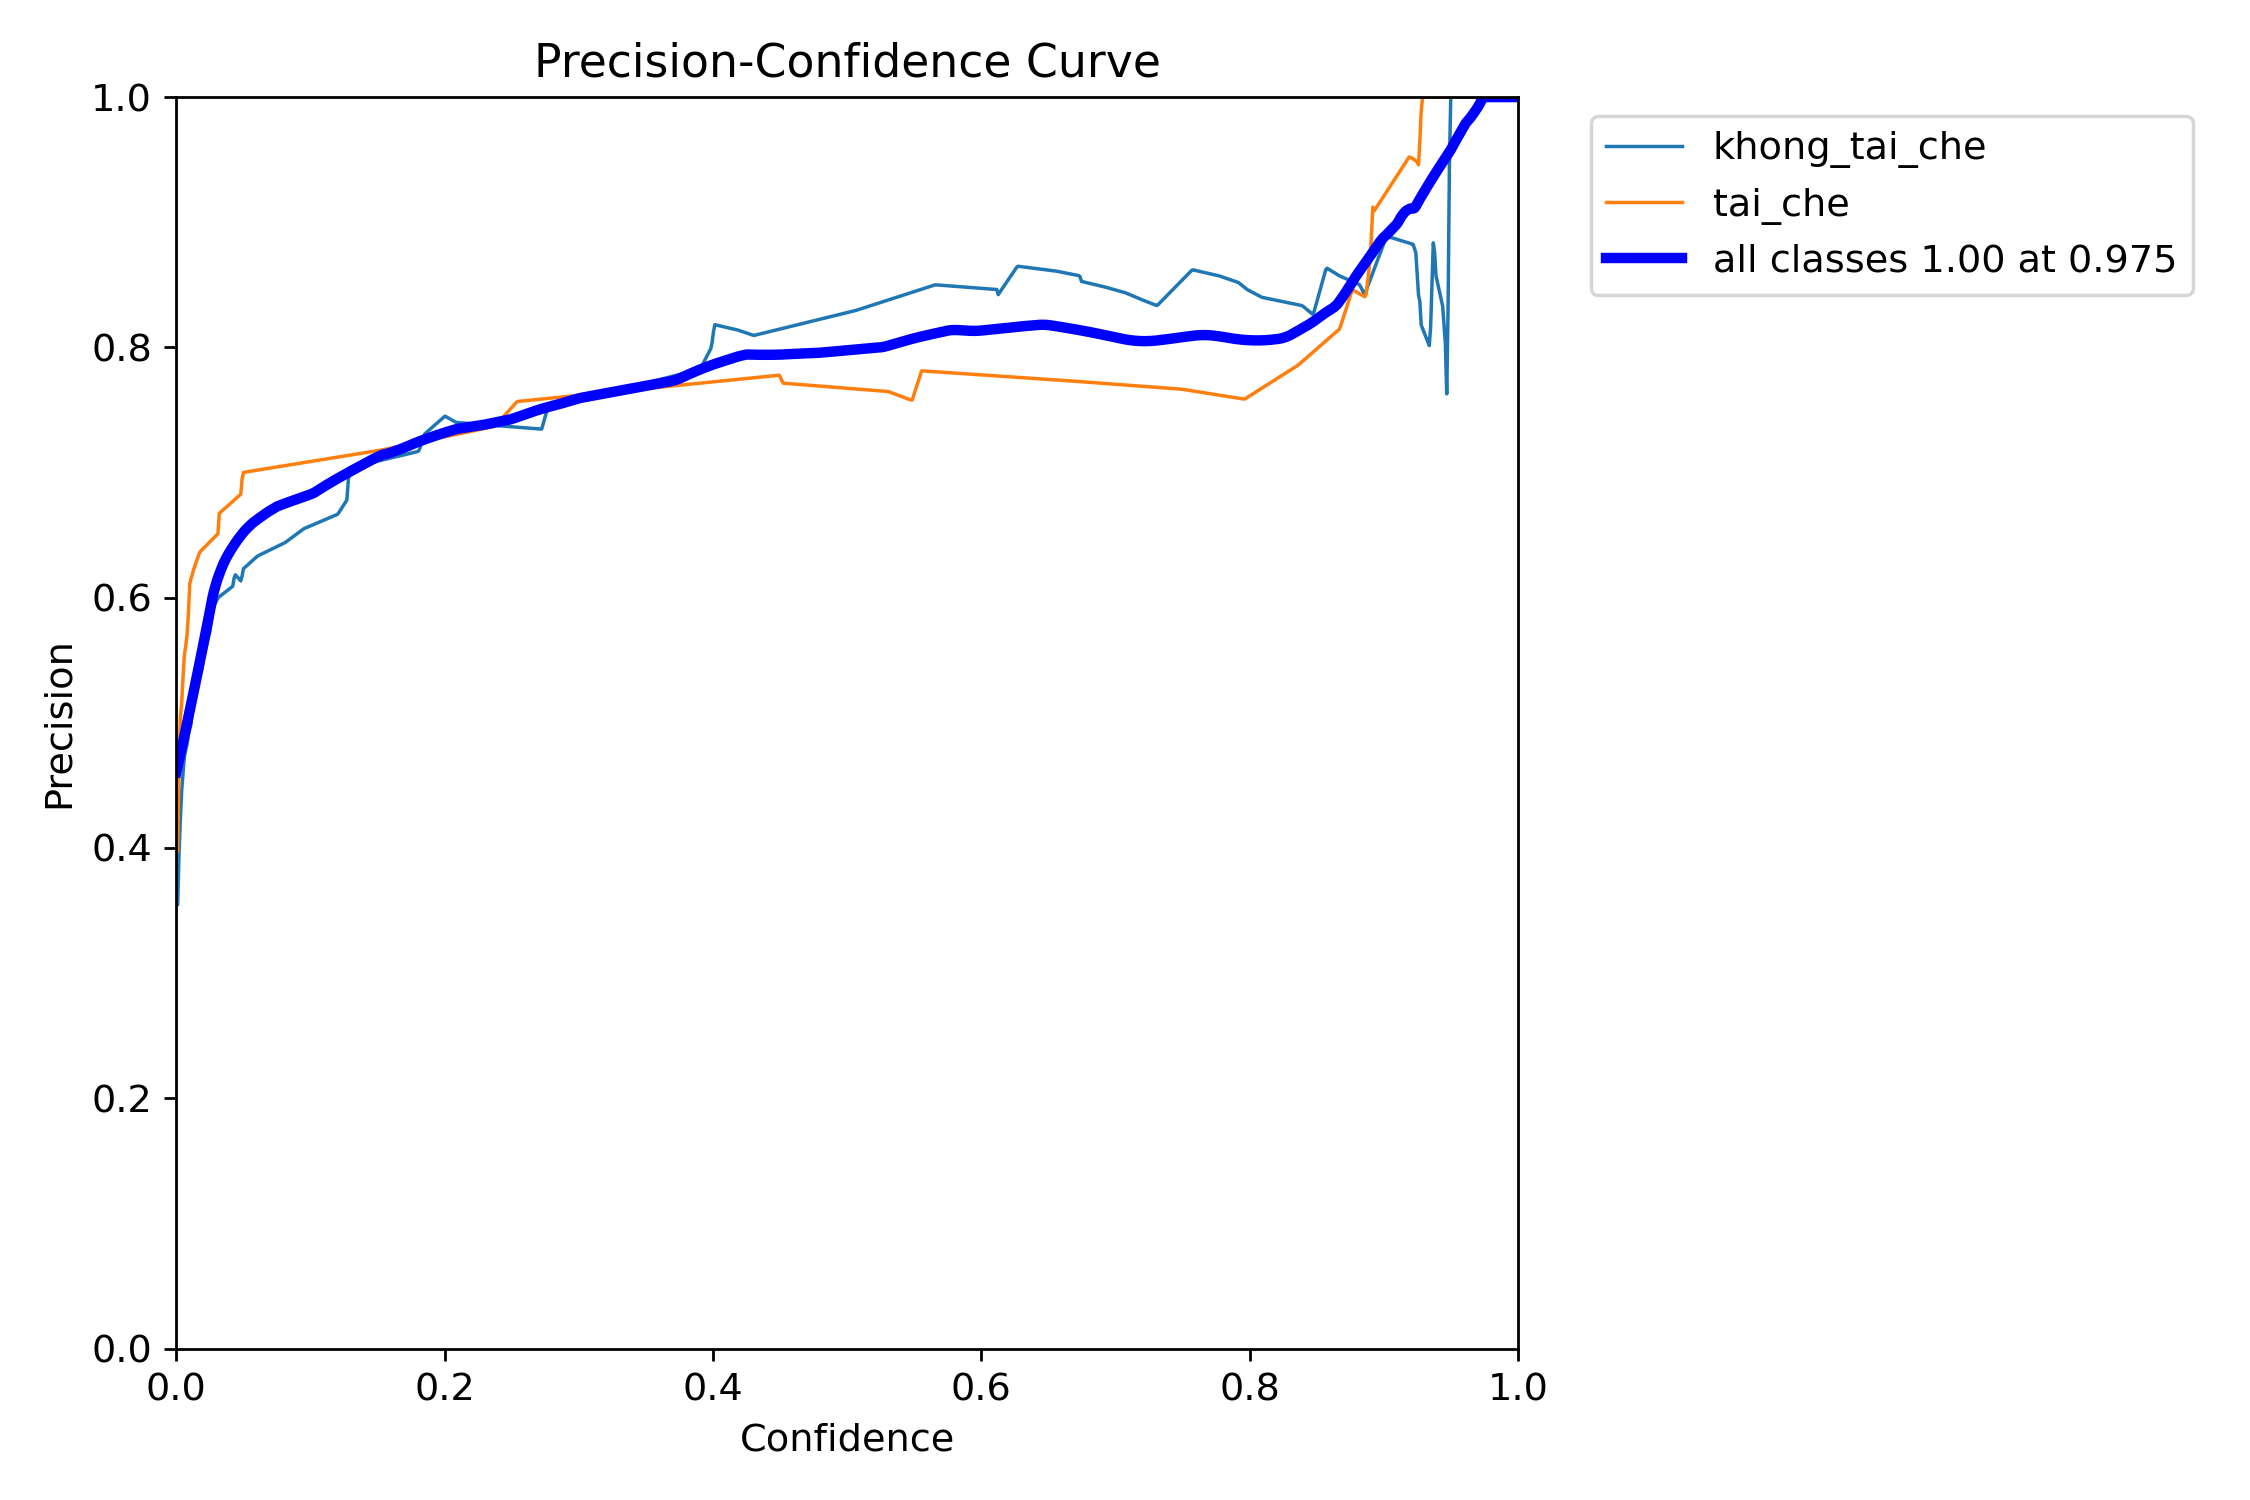 Precision-Confidence Curve
1.0
0.8
0.6
0.4
0.2
0.0
Precision
0.0 0.2 0.4 0.6 0.8 1.0
Confidence
khong_tai_che
tai_che
all classes 1.00 at 0.975